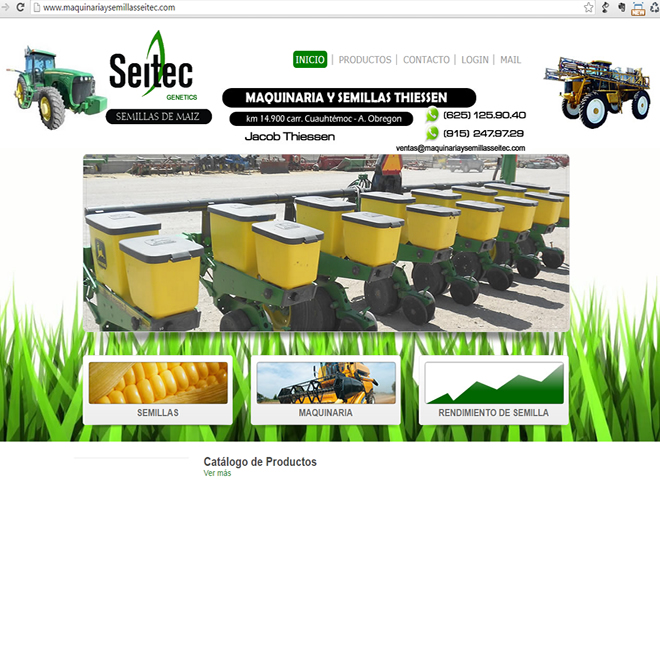 www.maquinariaysemillasseitec.com
Seitec
GENETICS
SEMILLAS DE MAIZ
INICIO | PRODUCTOS | CONTACTO | LOGIN | MAIL
MAQUINARIA Y SEMILLAS THIESSEN
km 14.900 carr. Cuauhtémoc - A. Obregon
Jacob Thiessen
(625) 125.90.40
(915) 247.97.29
ventas@maquinariaysemillasseitec.com
SEMILLAS
MAQUINARIA
RENDIMIENTO DE SEMILLA
Catálogo de Productos
Ver más